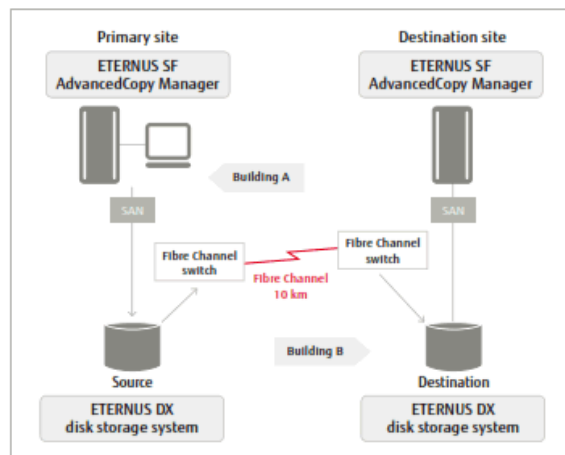 Primary site
Destination site
ETERNUS SF
AdvancedCopy Manager
ETERNUS SF
AdvancedCopy Manager
Building A
SAN
SAN
Fibre Channel
switch
Fibre Channel
switch
Fibre Channel
10 km
Building B
Source
Destination
ETERNUS DX
disk storage system
ETERNUS DX
disk storage system